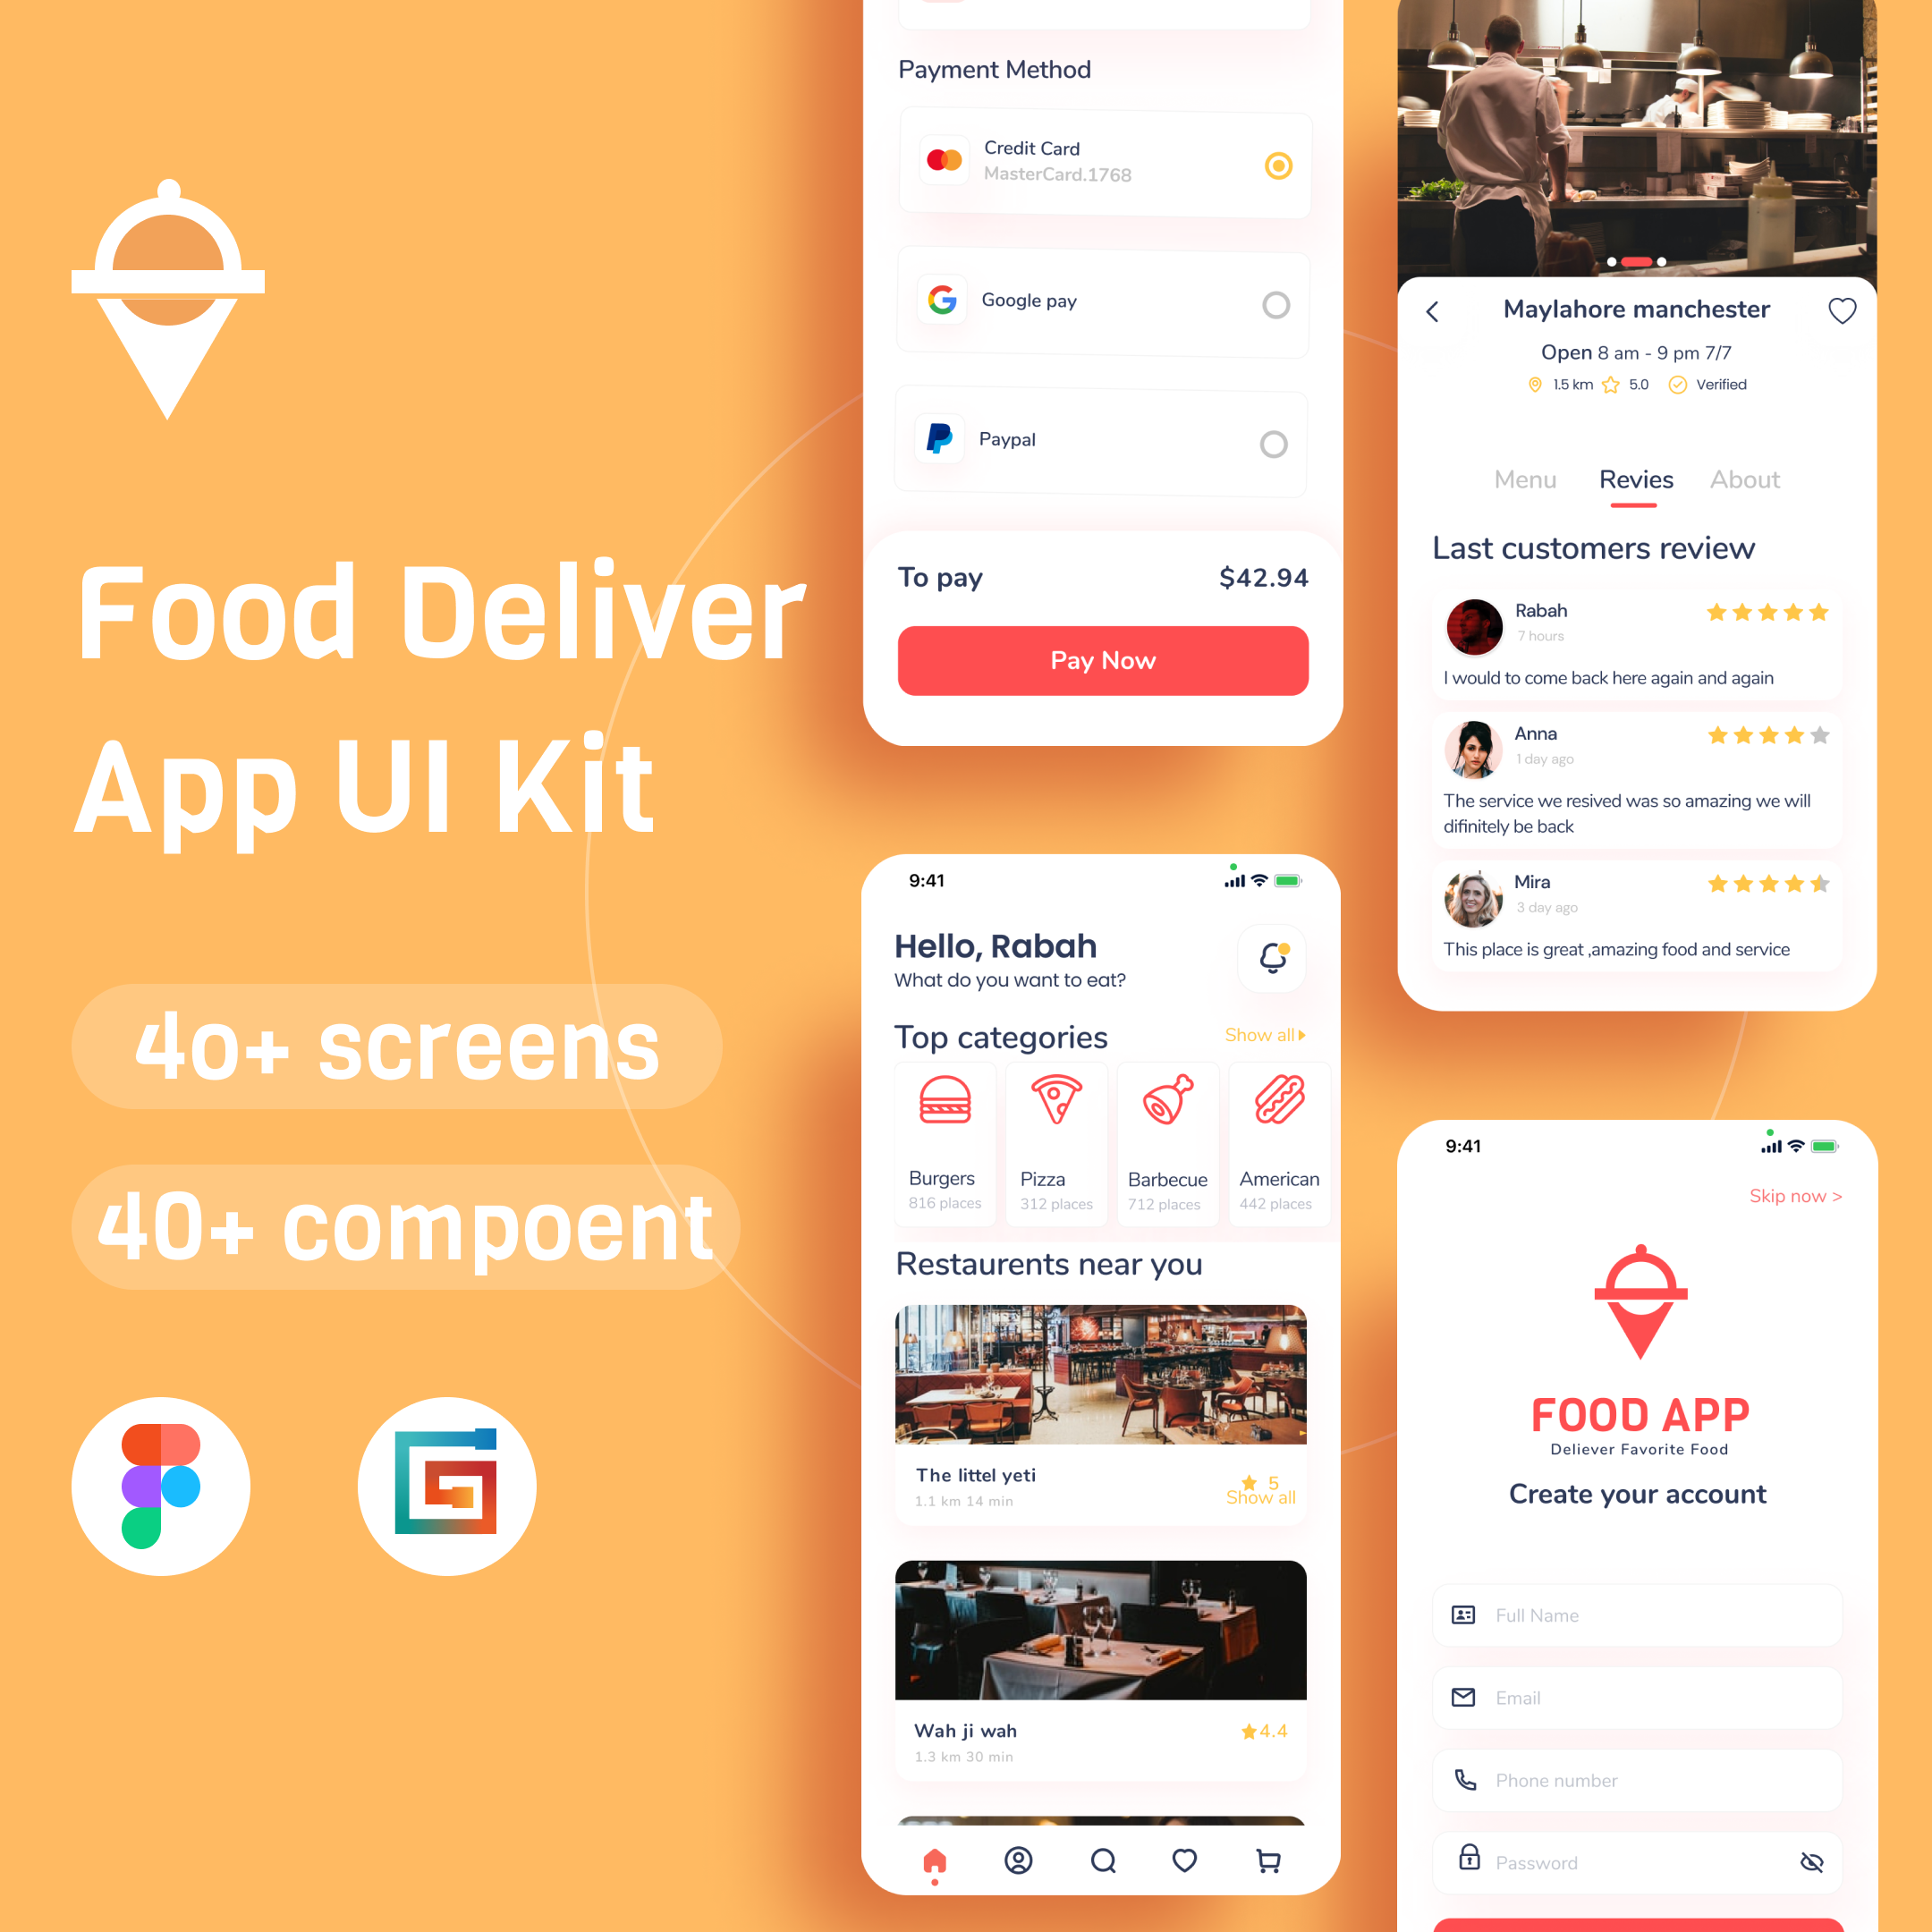 Food Deliver
App UI Kit
4o+ screens
40+ compoent
Payment Method
Credit Card
MasterCard.1768
Google pay
Paypal
To pay $42.94
Pay Now
9:41
Hello, Rabah
What do you want to eat?
Top categories Show all
Burgers Pizza Barbecue American
816 places 312 places 712 places 442 places
Restaurents near you
The littel yeti 5
1.1 km 14 min Show all
Wah ji wah 4.4
1.3 km 30 min
Maylahore manchester
Open 8 am - 9 pm 7/7
1.5 km 5.0 Verified
Menu Revies About
Last customers review
Rabah
7 hours
I would to come back here again and again
Anna
1 day ago
The service we resived was so amazing we will
difinitely be back
Mira
3 day ago
This place is great ,amazing food and service
9:41
Skip now >
FOOD APP
Deliever Favorite Food
Create your account
Full Name
Email
Phone number
Password